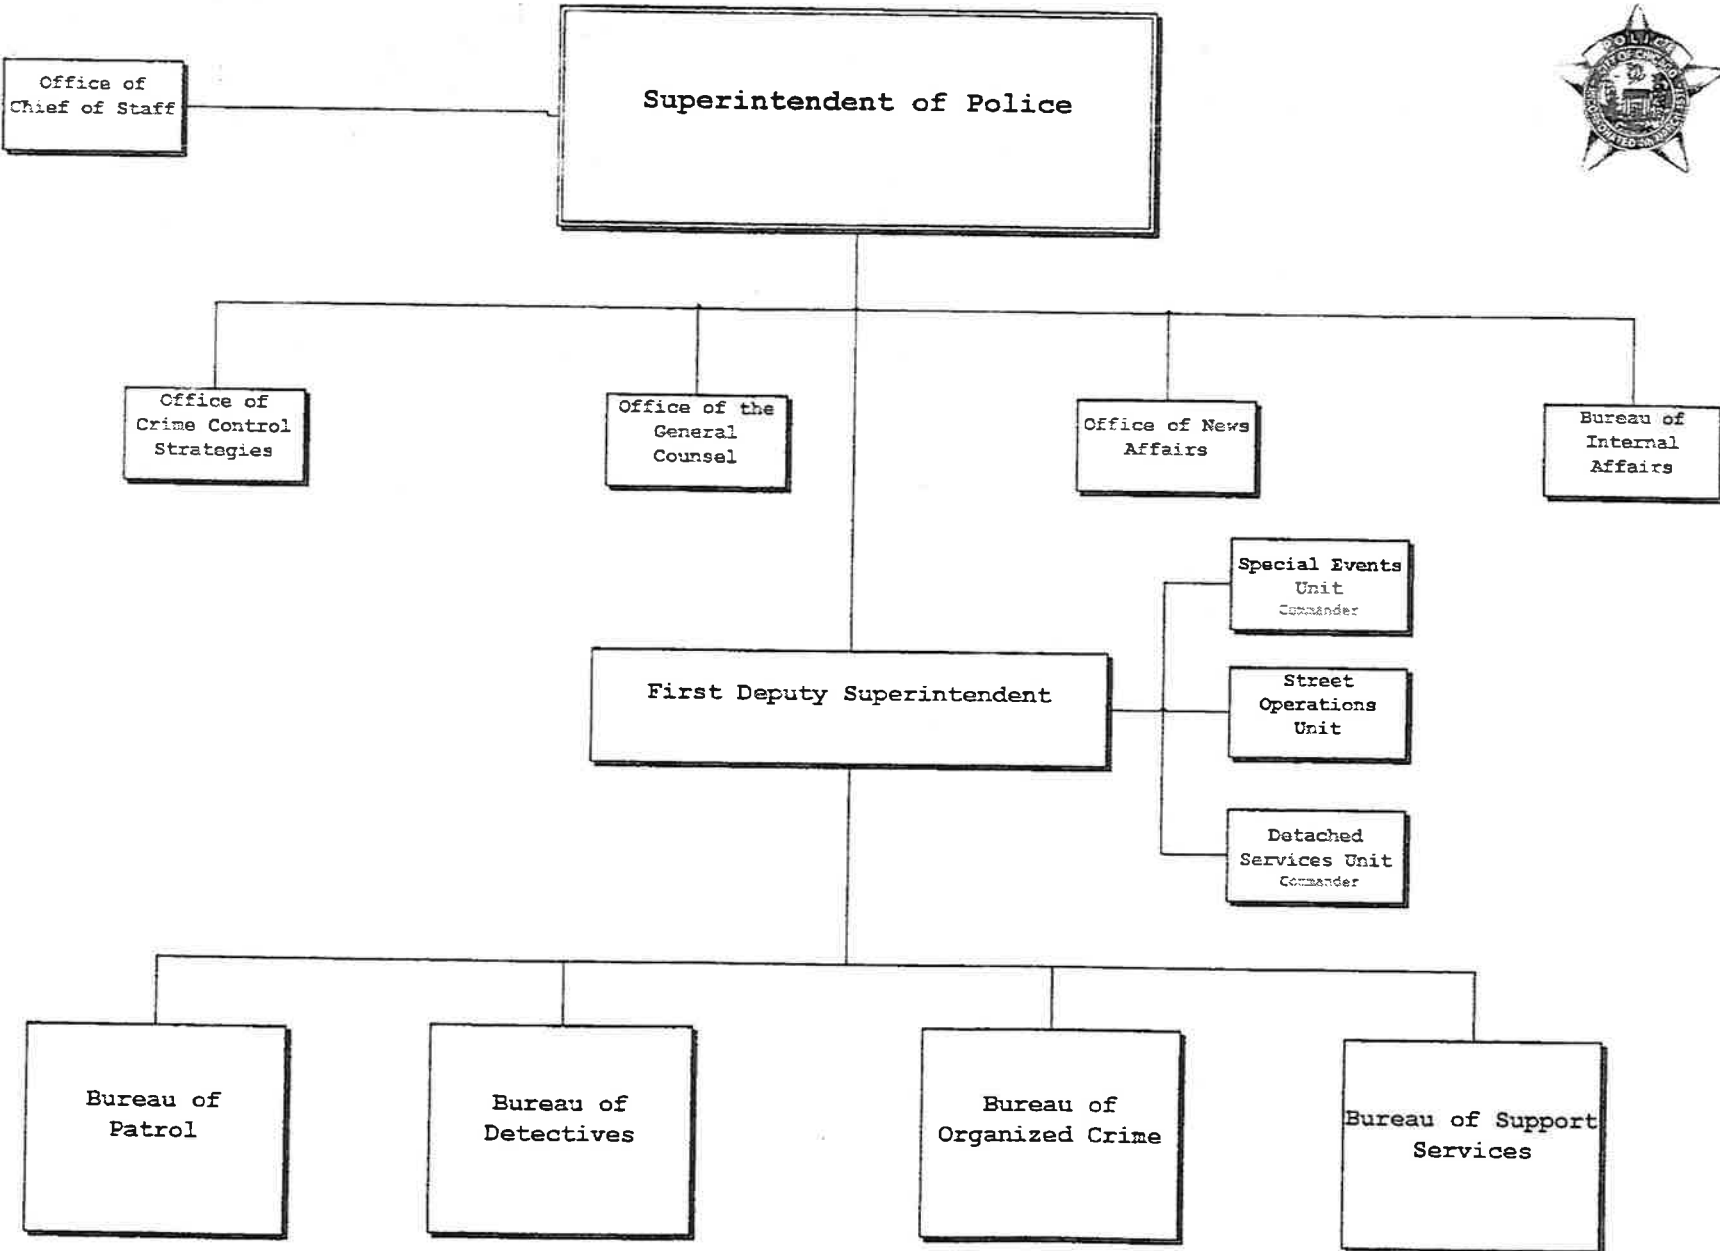 Office of
Chief of Staff
Superintendent of Police
POLICE
Office of
Crime Control
Strategies
Office of the
General
Counsel
Office of News
Affairs
Bureau of
Internal
Affairs
Special Events
Unit
Commander
First Deputy Superintendent
Street
Operations
Unit
Detached
Services Unit
Commander
Bureau of
Patrol
Bureau of
Detectives
Bureau of
Organized Crime
Bureau of Support
Services